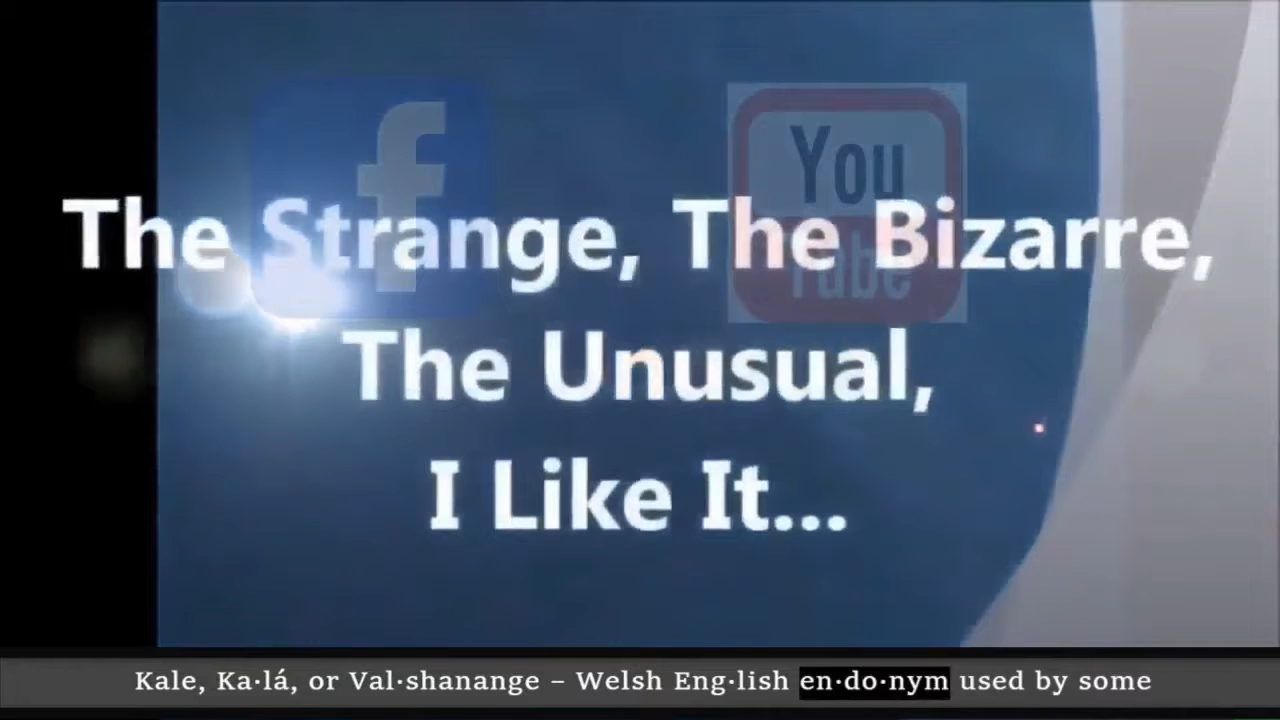 f
You
Tube
The Strange, The Bizarre,
The Unusual,
I Like It...
Kale, Ka·lá, or Val·shanange – Welsh Eng·lish en·do·nym used by some